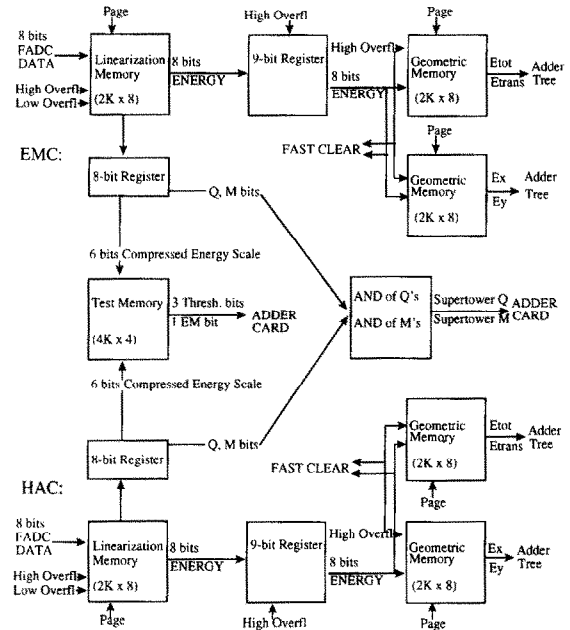 Page
High Overfl
Page
8 bits
FADC
DATA
Linearization
Memory
(2K x 8)
High Overfl
Low Overfl
8 bits
ENERGY
9-bit Register
High Overfl
8 bits
ENERGY
Geometric
Memory
(2K x 8)
Etot
Etrans
Adder
Tree
FAST CLEAR
Page
Geometric
Memory
(2K x 8)
Ex
Ey
Adder
Tree
EMC:
8-bit Register
Q, M bits
6 bits Compressed Energy Scale
Test Memory
(4K x 4)
3 Thresh. bits
1 EM bit
ADDER
CARD
AND of Q's
AND of M's
Supertower Q
Supertower M
ADDER
CARD
6 bits Compressed Energy Scale
8-bit Register
Q, M bits
HAC:
FAST CLEAR
Geometric
Memory
(2K x 8)
Etot
Etrans
Adder
Tree
Page
8 bits
FADC
DATA
Linearization
Memory
(2K x 8)
High Overfl
Low Overfl
Page
8 bits
ENERGY
9-bit Register
High Overfl
High Overfl
8 bits
ENERGY
Geometric
Memory
(2K x 8)
Ex
Ey
Adder
Tree
Page